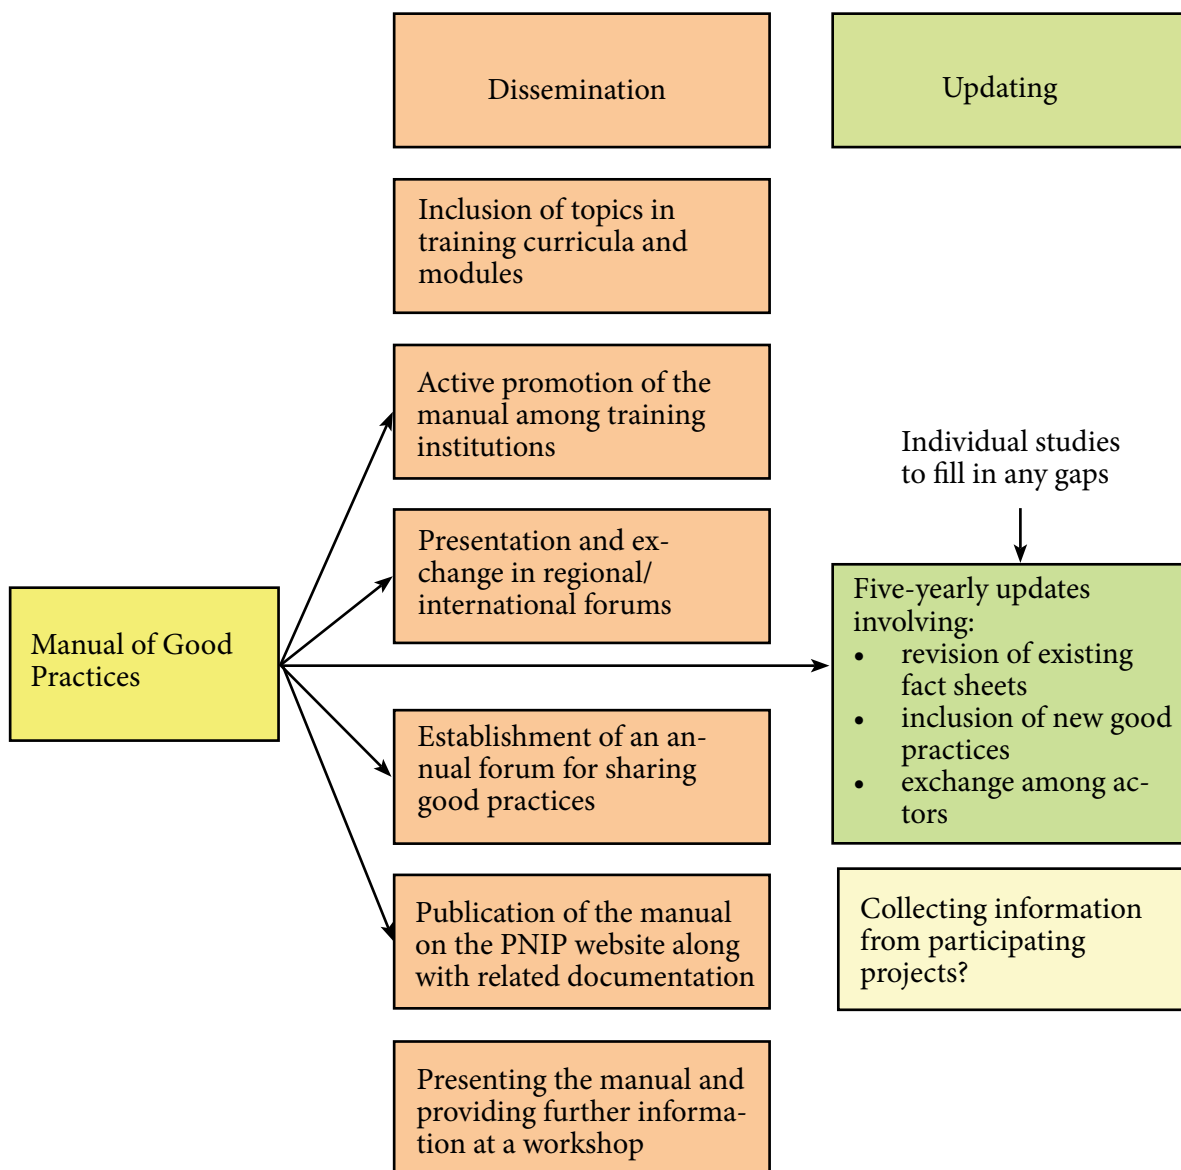 Dissemination
Updating
Inclusion of topics in
training curricula and
modules
Active promotion of the
manual among training
institutions
Individual studies
to fill in any gaps
Presentation and ex-
change in regional/
international forums
Manual of Good
Practices
Five-yearly updates
involving:
• revision of existing
fact sheets
• inclusion of new good
practices
• exchange among ac-
tors
Establishment of an an-
nual forum for sharing
good practices
Publication of the manual
on the PNIP website along
with related documentation
Collecting information
from participating
projects?
Presenting the manual and
providing further informa-
tion at a workshop